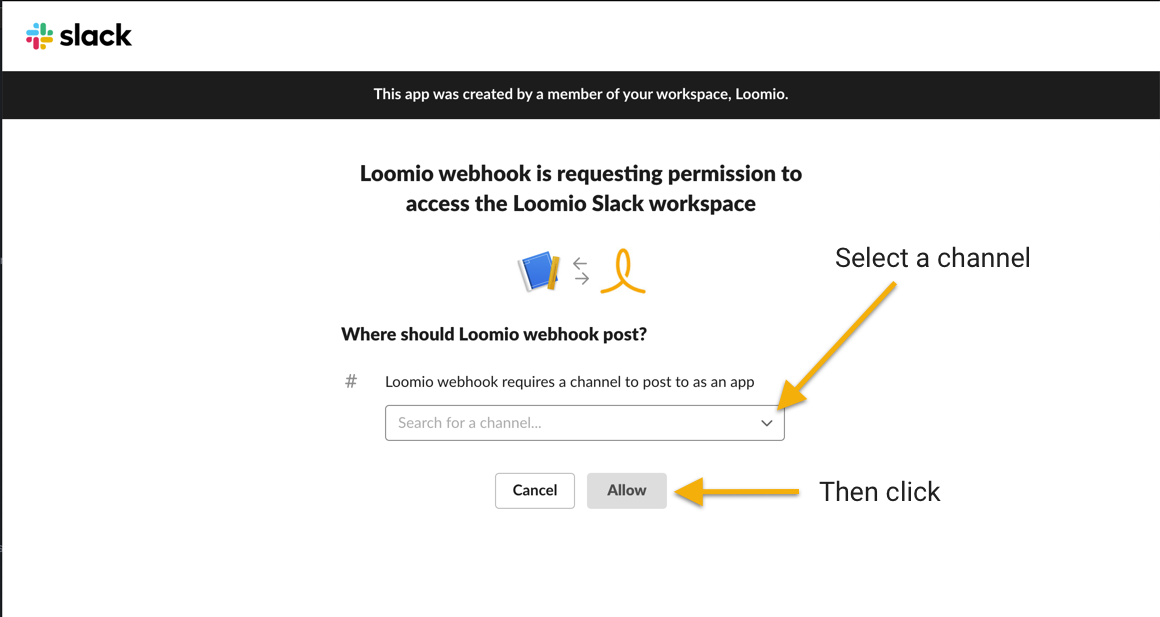 slack
This app was created by a member of your workspace, Loomio.
Loomio webhook is requesting permission to
access the Loomio Slack workspace
Select a channel
Where should Loomio webhook post?
# Loomio webhook requires a channel to post to as an app
Search for a channel...
Cancel Allow Then click